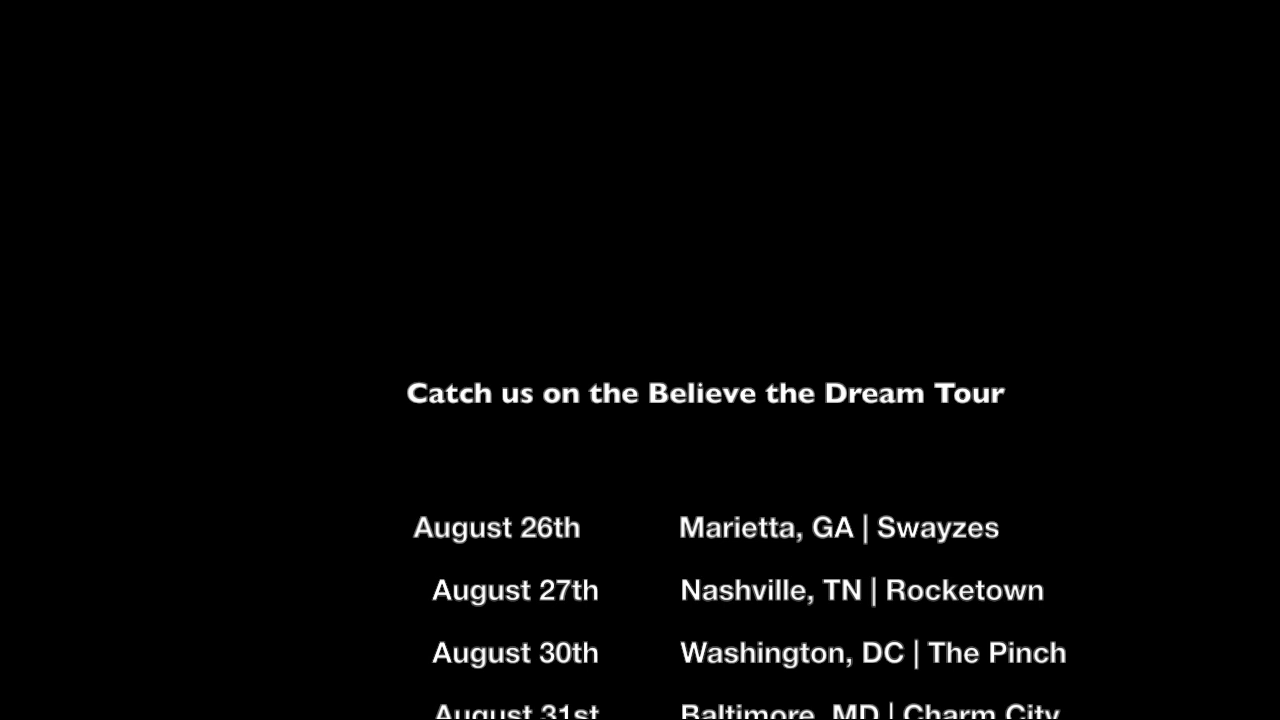 Catch us on the Believe the Dream Tour
August 26th Marietta, GA | Swayzes
August 27th Nashville, TN | Rocketown
August 30th Washington, DC | The Pinch
August 31st Baltimore, MD | Charm City